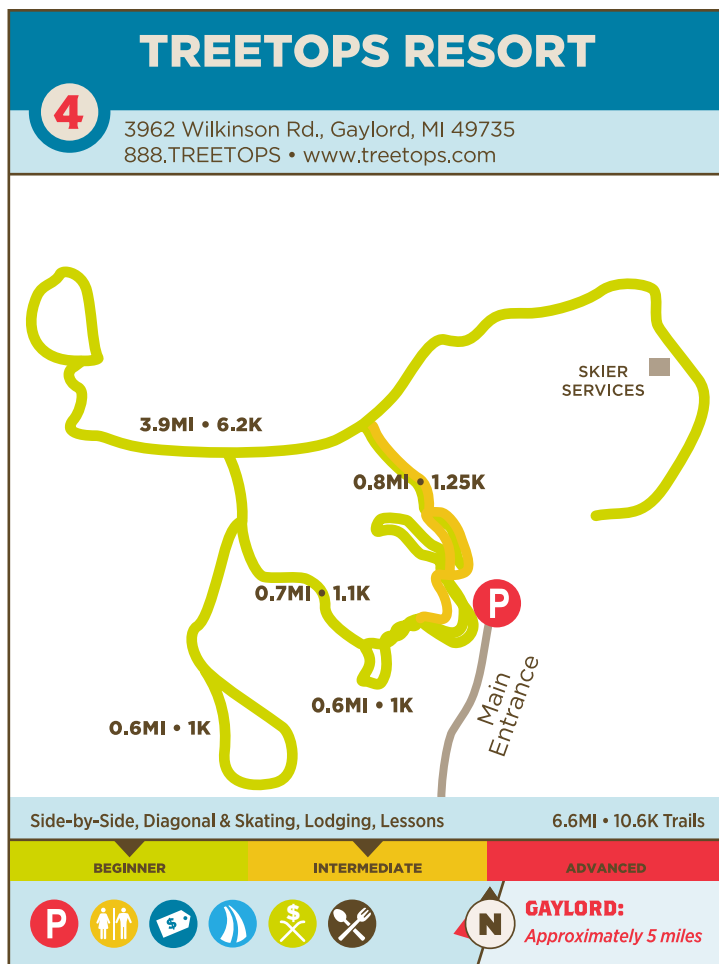 TREETOPS RESORT
4
3962 Wilkinson Rd., Gaylord, MI 49735
888.TREETOPS • www.treetops.com
SKIER
SERVICES
3.9MI • 6.2K
0.8MI • 1.25K
0.7MI • 1.1K
P
0.6MI • 1K
0.6MI • 1K
Main
Entrance
Side-by-Side, Diagonal & Skating, Lodging, Lessons
6.6MI • 10.6K Trails
BEGINNER
INTERMEDIATE
ADVANCED
P
$
$
N
GAYLORD:
Approximately 5 miles